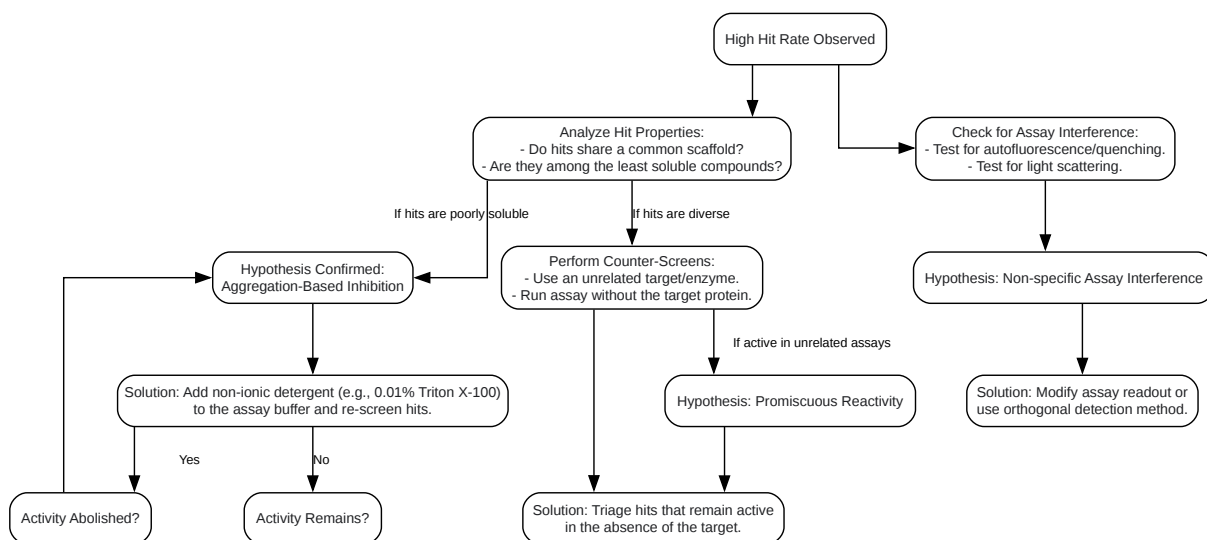 High Hit Rate Observed
Analyze Hit Properties:
- Do hits share a common scaffold?
- Are they among the least soluble compounds?
Check for Assay Interference:
- Test for autofluorescence/quenching.
- Test for light scattering.
If hits are poorly soluble
If hits are diverse
Hypothesis Confirmed:
Aggregation-Based Inhibition
Perform Counter-Screens:
- Use an unrelated target/enzyme.
- Run assay without the target protein.
Hypothesis: Non-specific Assay Interference
If active in unrelated assays
Solution: Add non-ionic detergent (e.g., 0.01% Triton X-100)
to the assay buffer and re-screen hits.
Hypothesis: Promiscuous Reactivity
Solution: Modify assay readout or
use orthogonal detection method.
Yes
No
Activity Abolished?
Activity Remains?
Solution: Triage hits that remain active
in the absence of the target.